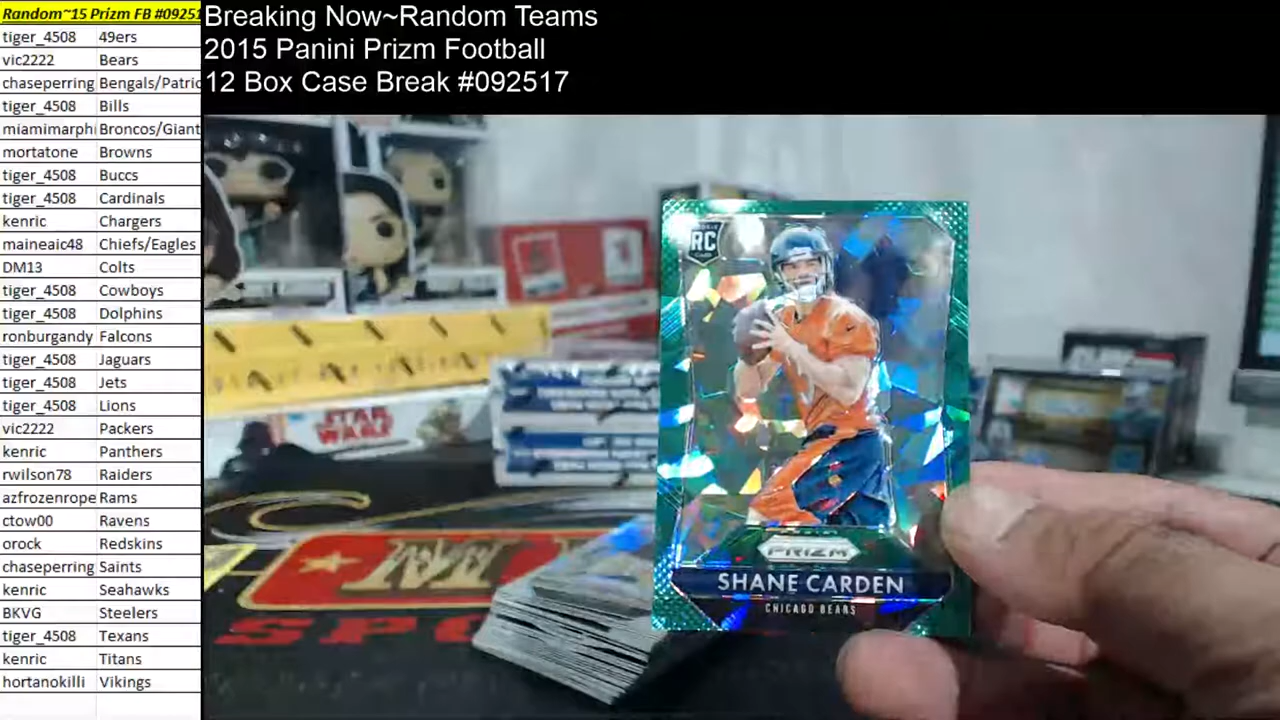 Random~15 Prizm FB #09251
tiger_4508 49ers
vic2222 Bears
chaseperring Bengals/Patric
tiger_4508 Bills
miamimarphi Broncos/Giant
mortatone Browns
tiger_4508 Buccs
tiger_4508 Cardinals
kenric Chargers
maineaic48 Chiefs/Eagles
DM13 Colts
tiger_4508 Cowboys
tiger_4508 Dolphins
ronburgandy Falcons
tiger_4508 Jaguars
tiger_4508 Jets
tiger_4508 Lions
vic2222 Packers
kenric Panthers
rwilson78 Raiders
azfrozenrope Rams
ctow00 Ravens
orock Redskins
chaseperring Saints
kenric Seahawks
BKVG Steelers
tiger_4508 Texans
kenric Titans
hortanokilli Vikings
Breaking Now~Random Teams
2015 Panini Prizm Football
12 Box Case Break #092517
RC
PRIZM
SHANE CARDEN
CHICAGO BEARS
STAR
WARS
SPO